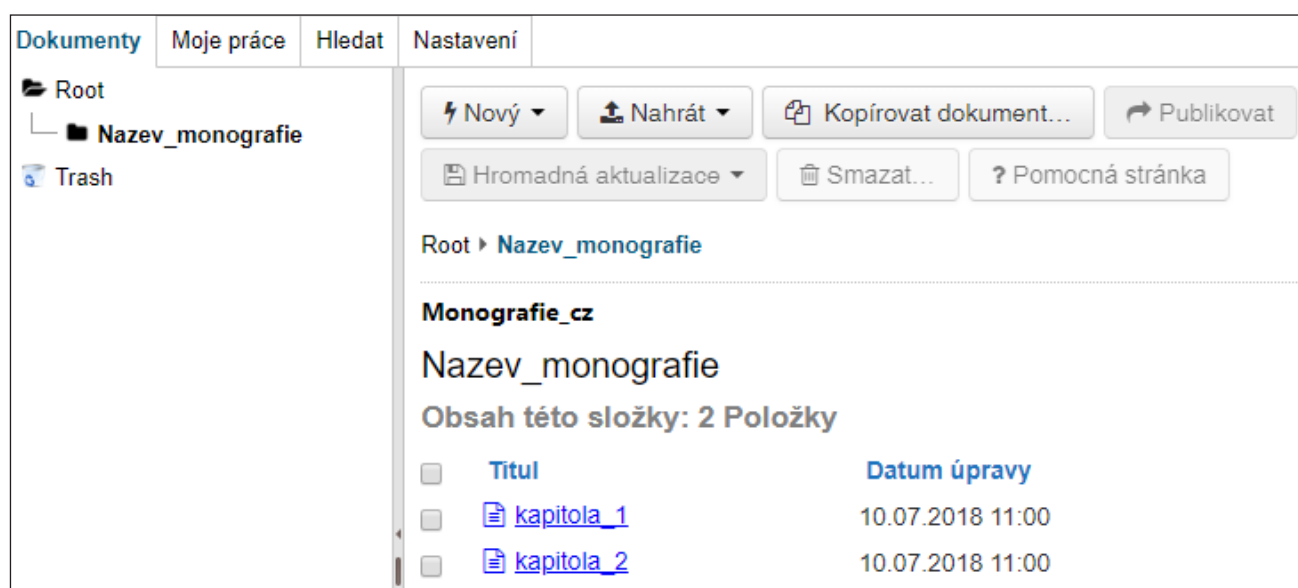 Dokumenty Moje práce Hledat Nastavení
Root
Nazev_monografie
Trash
Nový Nahrát Kopírovat dokument... Publikovat
Hromadná aktualizace Smazat... ? Pomocná stránka
Root Nazev_monografie
Monografie_cz
Nazev_monografie
Obsah této složky: 2 Položky
Titul Datum úpravy
kapitola_1 10.07.2018 11:00
kapitola_2 10.07.2018 11:00